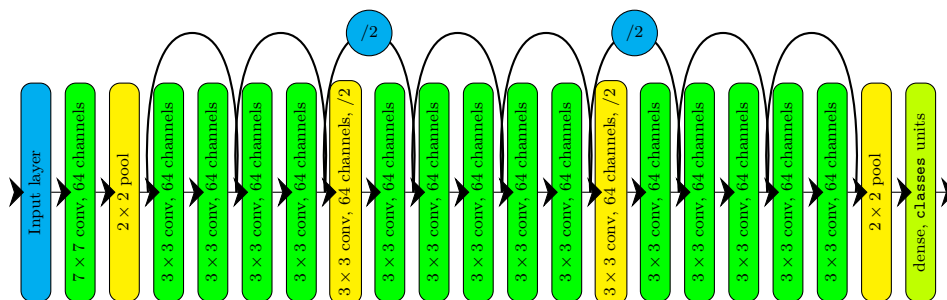 /2
/2
Input layer
7 × 7 conv, 64 channels
2 × 2 pool
3 × 3 conv, 64 channels
3 × 3 conv, 64 channels
3 × 3 conv, 64 channels
3 × 3 conv, 64 channels
3 × 3 conv, 64 channels, /2
3 × 3 conv, 64 channels
3 × 3 conv, 64 channels
3 × 3 conv, 64 channels
3 × 3 conv, 64 channels
3 × 3 conv, 64 channels
3 × 3 conv, 64 channels, /2
3 × 3 conv, 64 channels
3 × 3 conv, 64 channels
3 × 3 conv, 64 channels
3 × 3 conv, 64 channels
3 × 3 conv, 64 channels
2 × 2 pool
dense, classes units